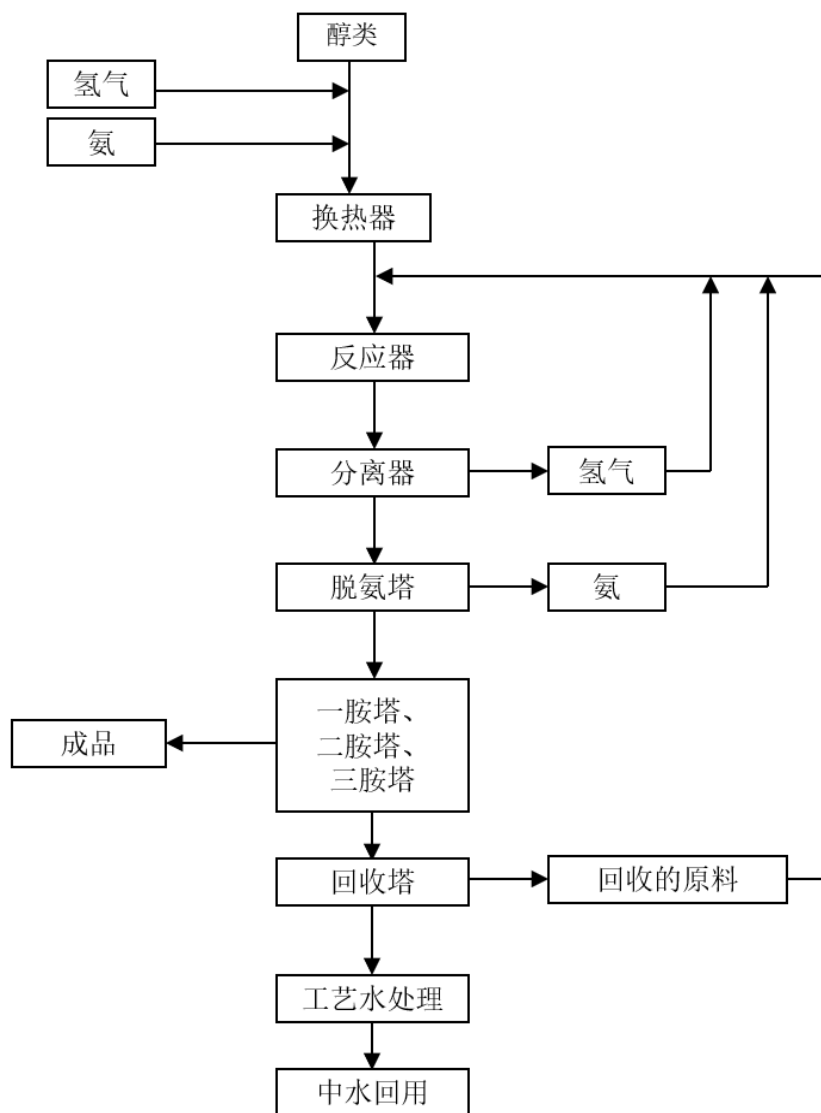 醇类
氢气
氨
换热器
反应器
分离器
氢气
脱氨塔
氨
一胺塔、
二胺塔、
三胺塔
成品
回收塔
回收的原料
工艺水处理
中水回用